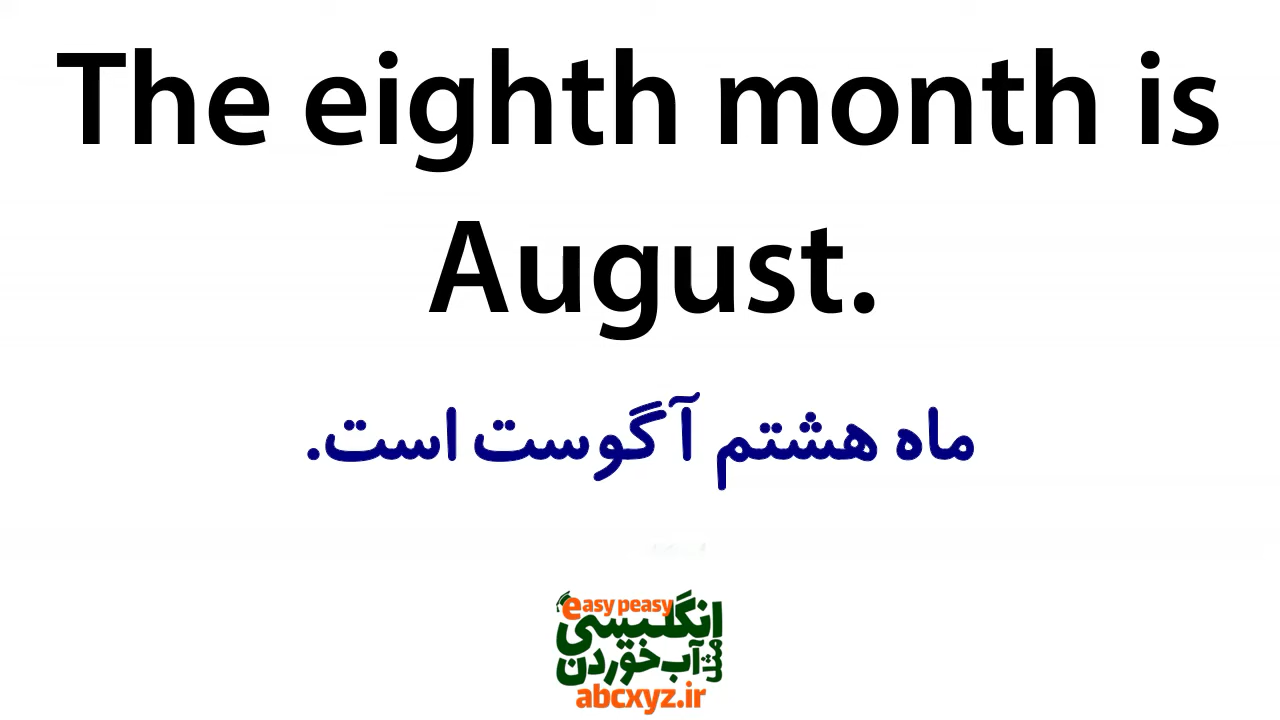 The eighth month is
August.
ماه هشتم آگوست است.
easy peasy
انگلیسی
مثل
آب خوردن
abcxyz.ir